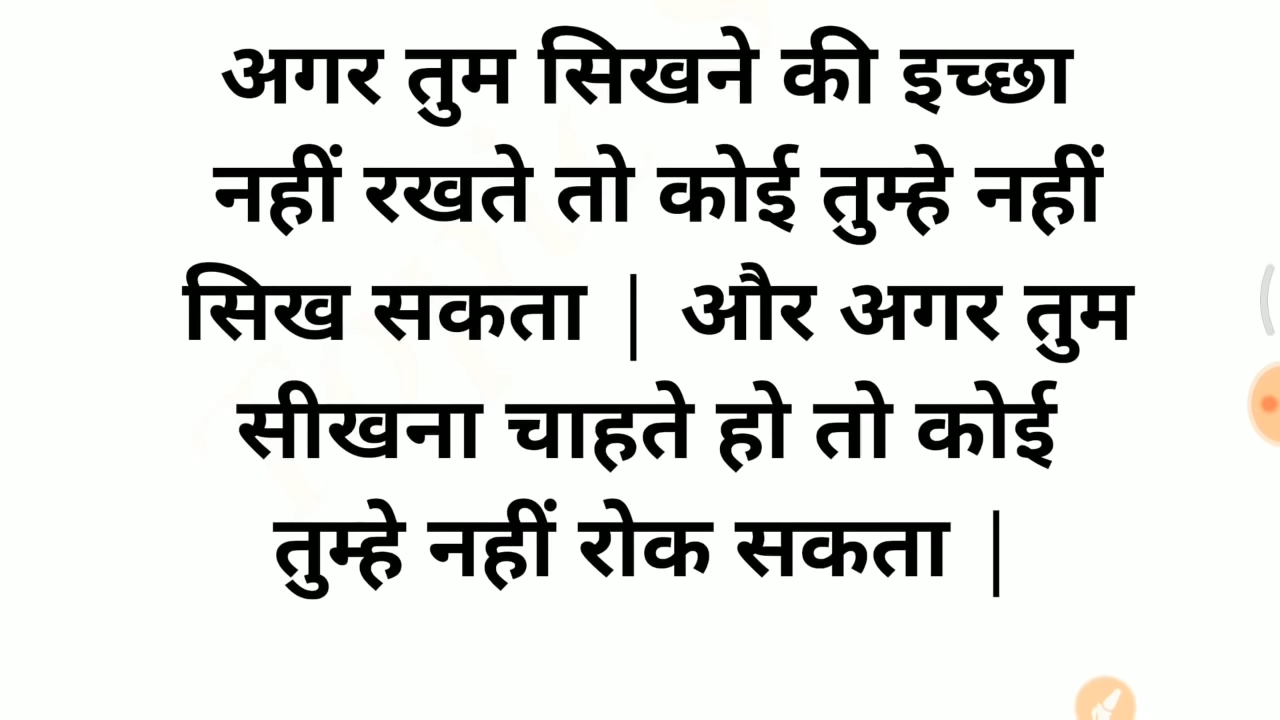 अगर तुम सिखने की इच्छा
नहीं रखते तो कोई तुम्हे नहीं
सिख सकता | और अगर तुम
सीखना चाहते हो तो कोई
तुम्हे नहीं रोक सकता |